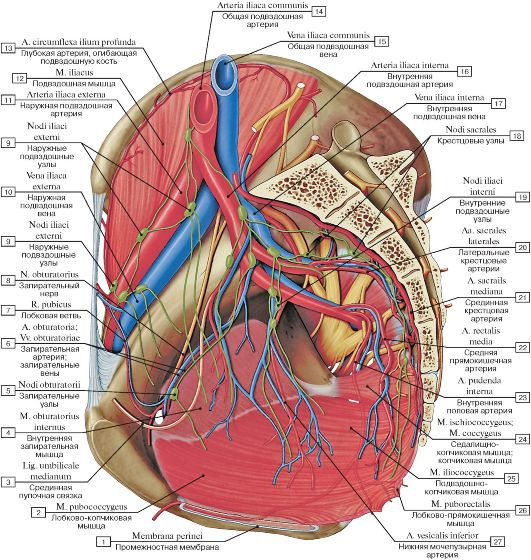 Arteria iliaca communis
14
Общая подвздошная
артерия
Vena iliaca communis
15
Общая подвздошная
вена
A. circumflexa ilium profunda
13
Глубокая артерия, огибающая
подвздошную кость
M. iliacus
12
Подвздошная мышца
Arteria iliaca externa
11
Наружная подвздошная
артерия
Nodi iliaci
externi
9
Наружные
подвздошные
узлы
Vena iliaca
externa
10
Наружная
подвздошная
вена
Nodi iliaci
externi
9
Наружные
подвздошные
узлы
N. obturatorius
8
Запирательный
нерв
R. pubicus
7
Лобковая ветвь
A. obturatoria;
Vv. obturatoriae
6
Запирательная
артерия;
запирательные
вены
Nodi obturatorii
5
Запирательные
узлы
M. obturatorius
internus
4
Внутренняя
запирательная
мышца
Lig. umbilicale
medianum
3
Срединная
пупочная связка
M. pubococcygeus
2
Лобково-копчиковая
мышца
Membrana perinei
1
Промежностная мембрана
Arteria iliaca interna
16
Внутренняя
подвздошная артерия
Vena iliaca interna
17
Внутренняя
подвздошная вена
Nodi sacrales
18
Крестцовые узлы
Nodi iliaci
interni
19
Внутренние
подвздошные
узлы
Aa. sacrales
laterales
20
Латеральные
крестцовые
артерии
A. sacrails
mediana
21
Срединная
крестцовая
артерия
A. rectalis
media
22
Средняя
прямокишечная
артерия
A. pudenda
interna
23
Внутренняя
половая артерия
M. ischiococcygeus;
M. coccygeus
24
Седалищно-
копчиковая мышца;
копчиковая мышца
M. iliococcygeus
25
Подвздошно-
копчиковая мышца
M. puborectalis
26
Лобково-прямокишечная
мышца
A. vesicalis inferior
27
Нижняя мочепузырная
артерия